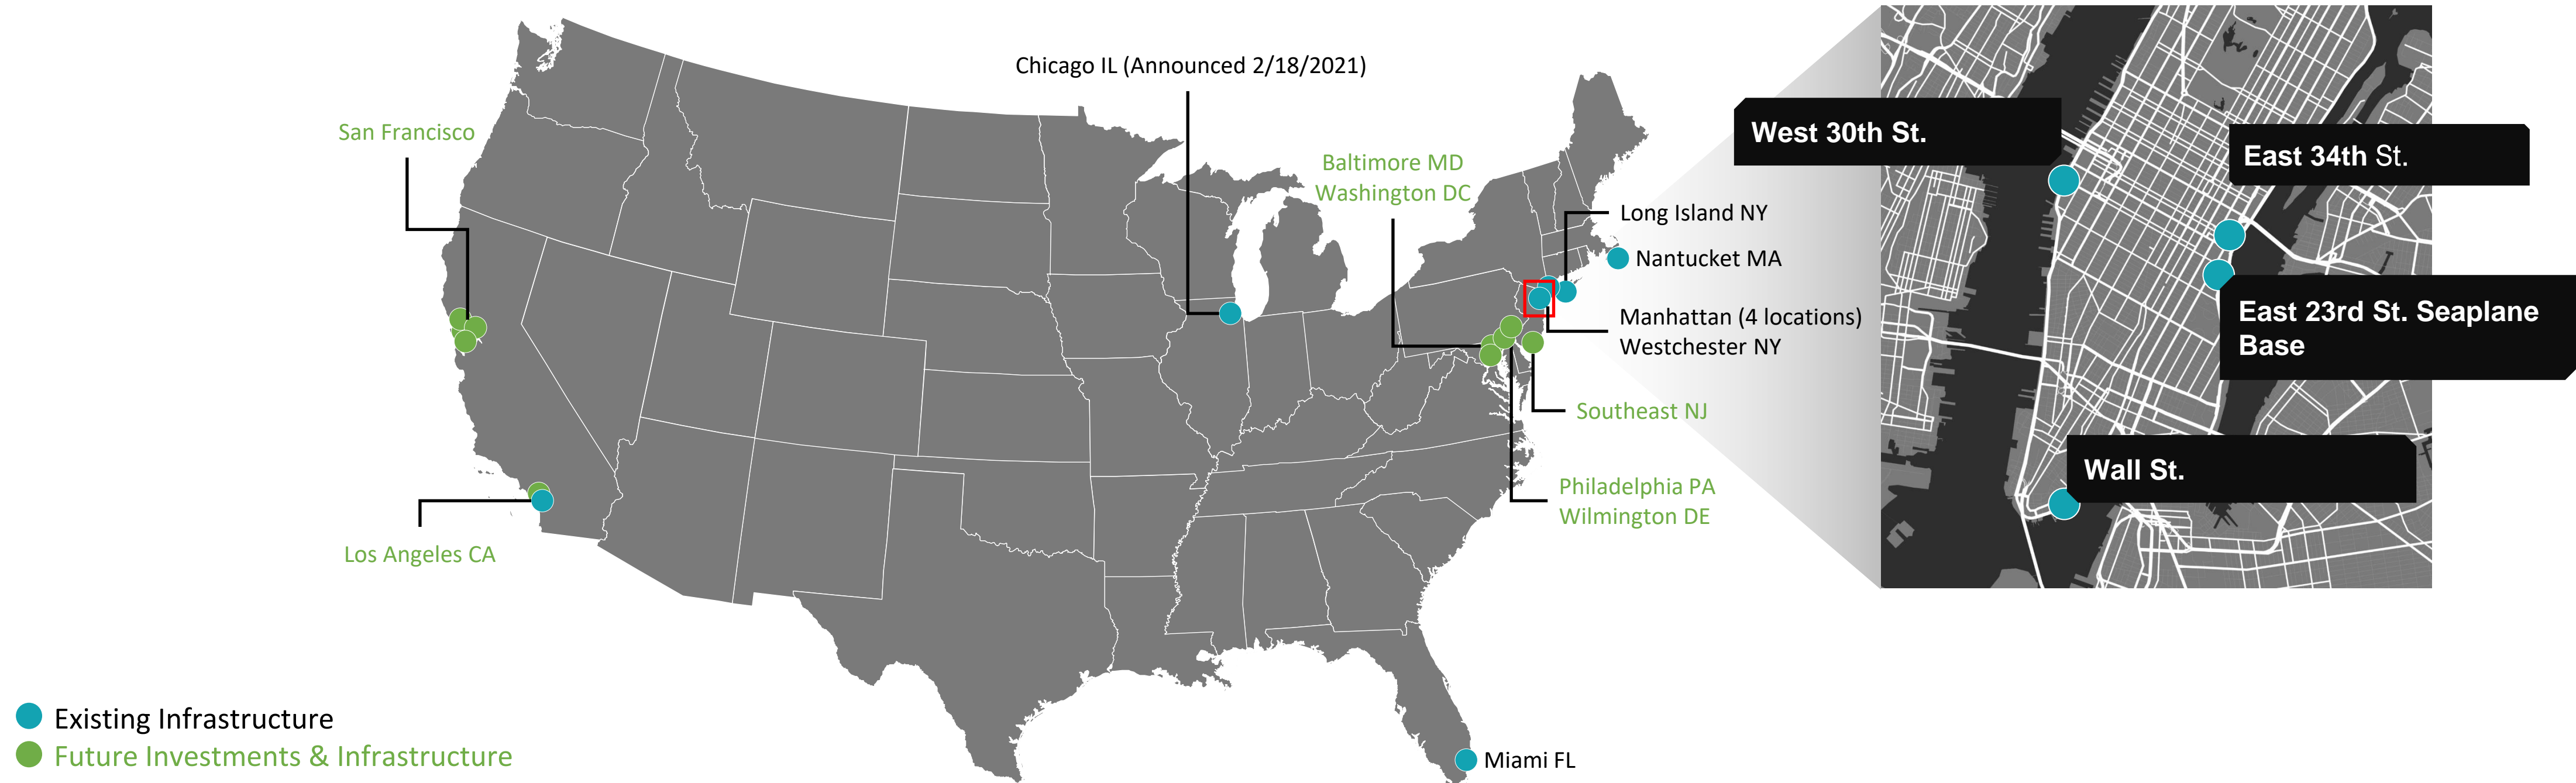 Chicago IL (Announced 2/18/2021)
San Francisco
Baltimore MD
Washington DC
Long Island NY
Nantucket MA
Manhattan (4 locations)
Westchester NY
Southeast NJ
Philadelphia PA
Wilmington DE
Los Angeles CA
Miami FL
West 30th St.
East 34th St.
East 23rd St. Seaplane
Base
Wall St.
Existing Infrastructure
Future Investments & Infrastructure